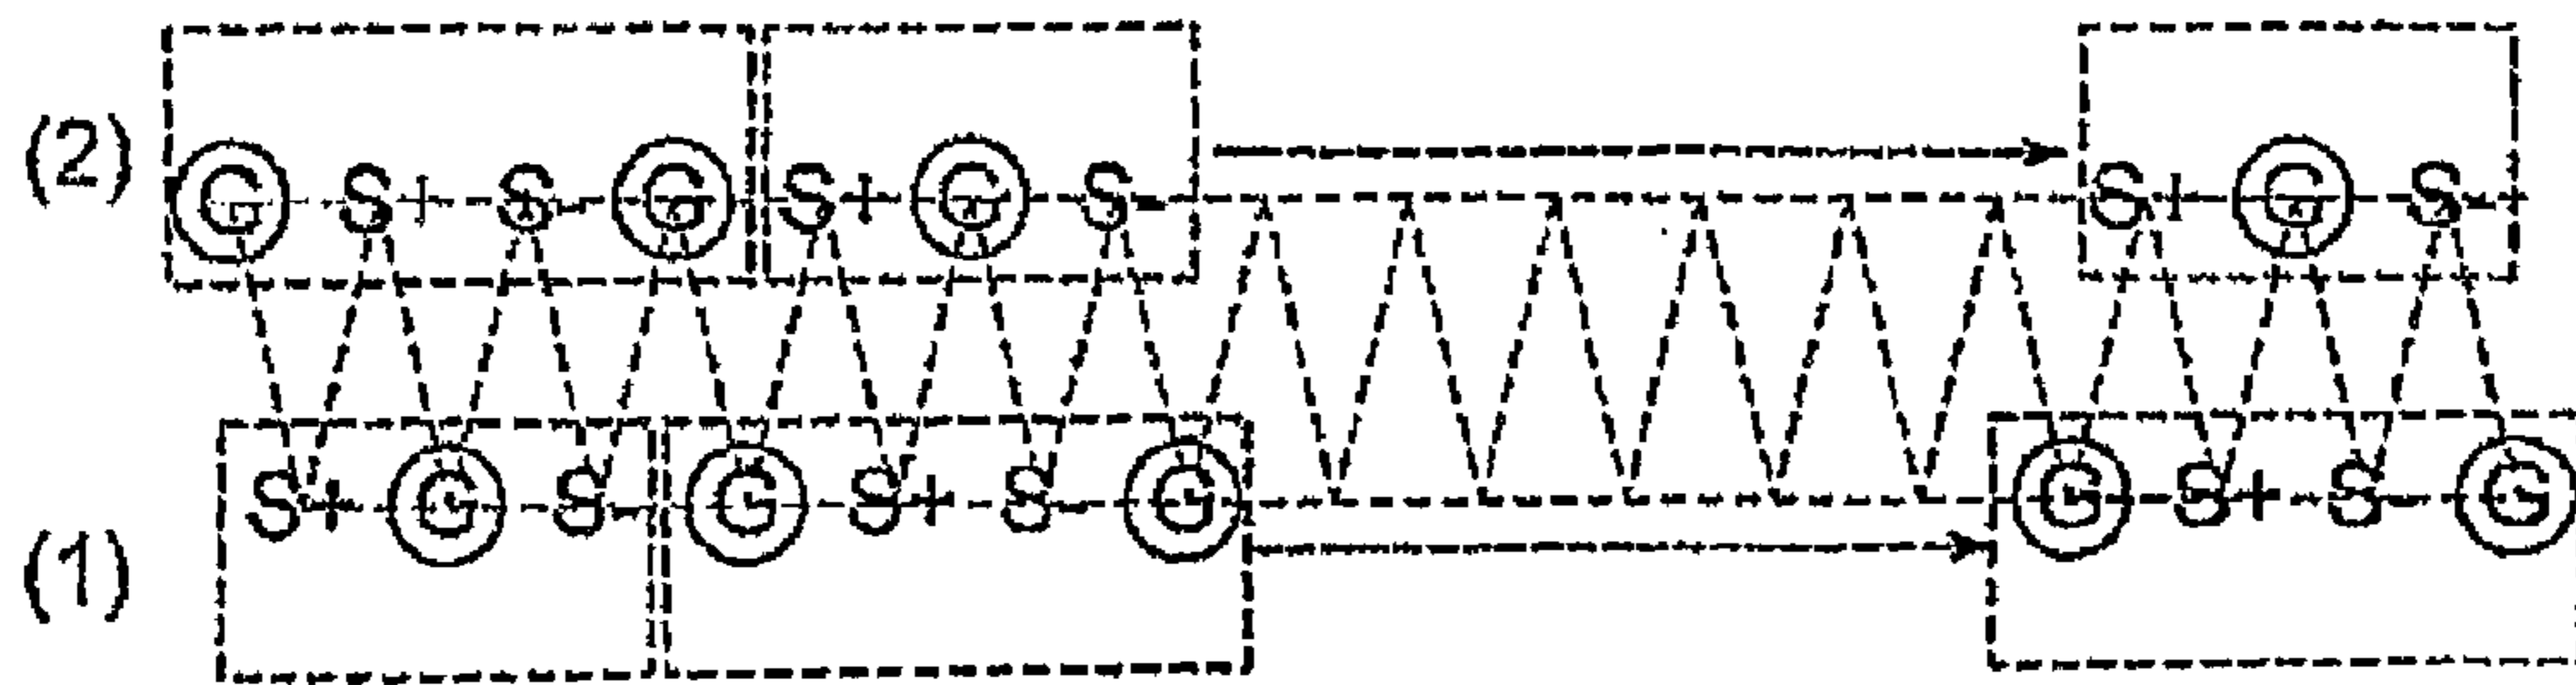 (2) G S+ S- G S+ G S- S+ G S-
(1) S+ G S- G S+ S- G G S+ S- G